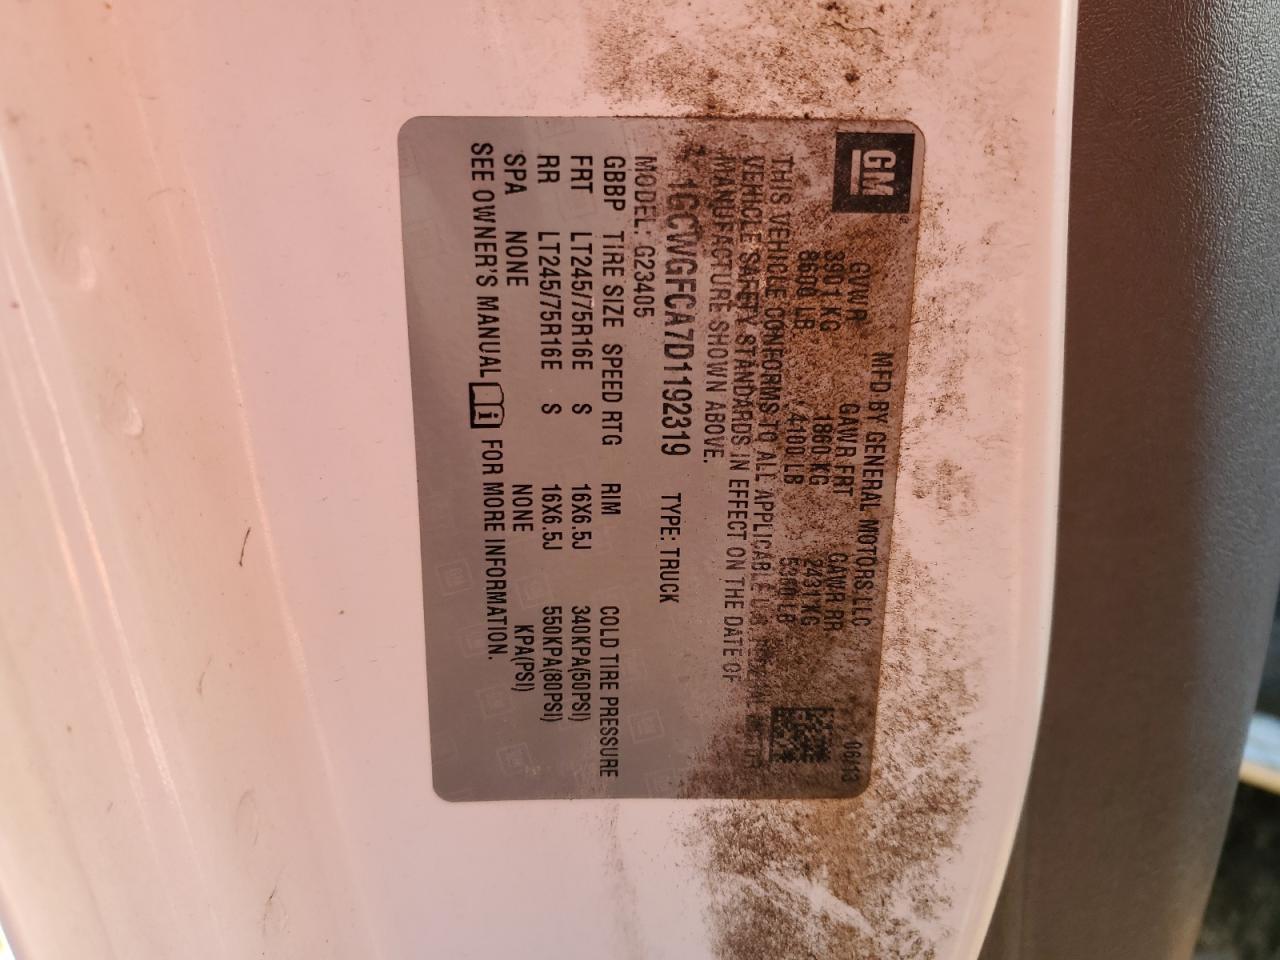 GM
MFD BY GENERAL MOTORS LLC 06/13
GVWR GAWR FRT GAWR RR
3901 KG 1860 KG 2431 KG
8600 LB 4100 LB 5360 LB
THIS VEHICLE CONFORMS TO ALL APPLICABLE U.S. FEDERAL MOTOR
VEHICLE SAFETY STANDARDS IN EFFECT ON THE DATE OF
MANUFACTURE SHOWN ABOVE.
1GCWGFCA7D1192319 TYPE: TRUCK
MODEL: G23405
GBBP TIRE SIZE SPEED RTG RIM COLD TIRE PRESSURE
FRT LT245/75R16E S 16X6.5J 340KPA(50PSI)
RR LT245/75R16E S 16X6.5J 550KPA(80PSI)
SPA NONE NONE KPA(PSI)
SEE OWNER'S MANUAL FOR MORE INFORMATION.